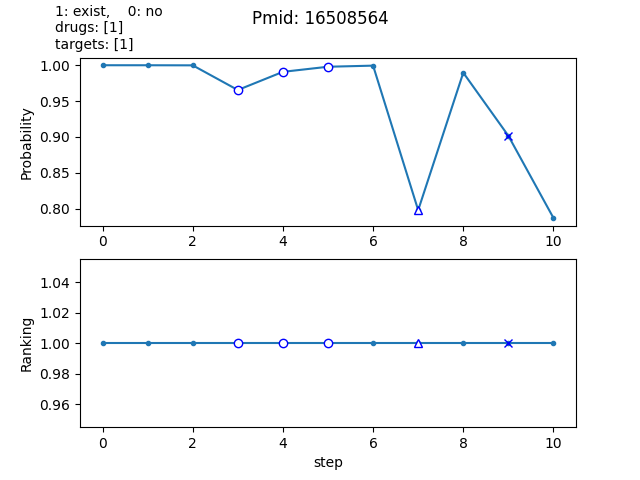 1: exist,    0: no
drugs: [1]
targets: [1]
Pmid: 16508564
Probability
1.00
0.95
0.90
0.85
0.80
0 2 4 6 8 10
Ranking
1.04
1.02
1.00
0.98
0.96
0 2 4 6 8 10
step